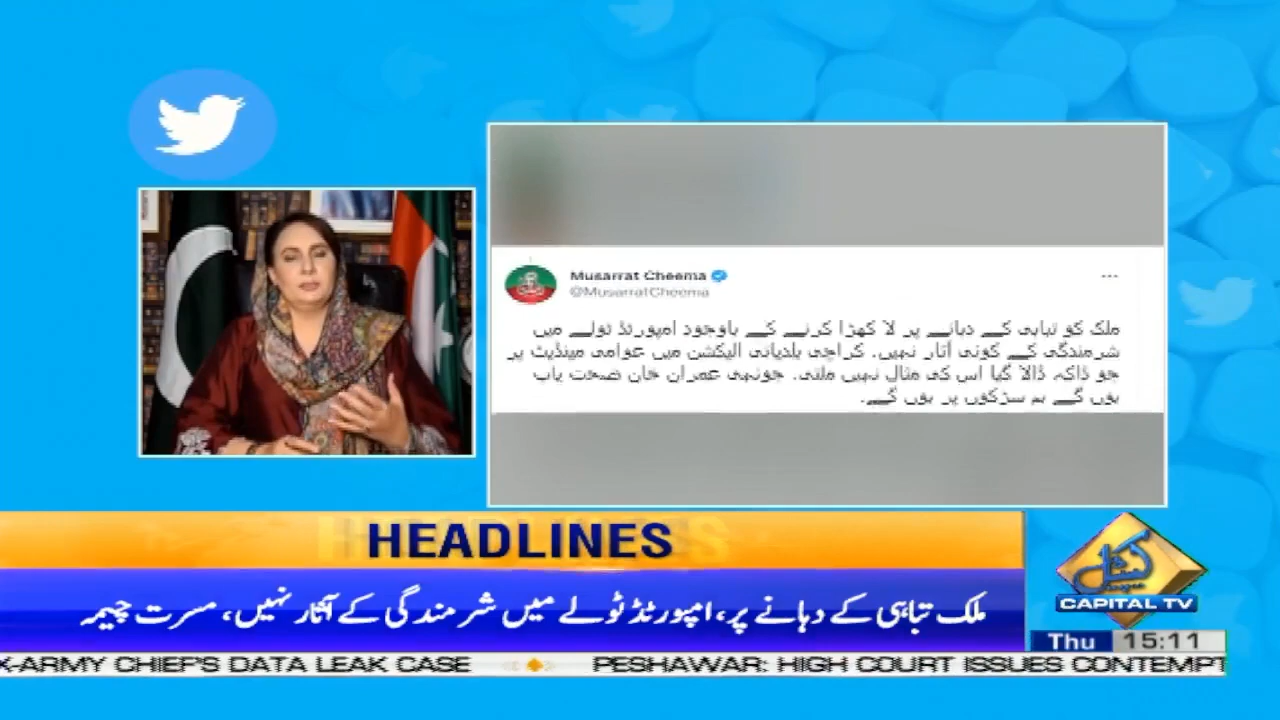 Musarrat Cheema
@MusarratCheema
ملک کو تباہی کے دہانے پر لا کھڑا کرنے کے باوجود امپورٹڈ ٹولے میں
شرمندگی کے کوئی آثار نہیں۔ کراچی بلدیاتی الیکشن میں عوامی مینڈیٹ پر
جو ڈاکہ ڈالا گیا اس کی مثال نہیں ملتی۔ جونہی عمران خان صحت یاب
ہوں گے ہم سڑکوں پر ہوں گے۔
HEADLINES
ملک تباہی کے دہانے پر، امپورٹڈ ٹولے میں شرمندگی کے آثار نہیں، مسرت چیمہ
کیپیٹل
CAPITAL TV
Thu 15:11
X-ARMY CHIEF'S DATA LEAK CASE PESHAWAR: HIGH COURT ISSUES CONTEMPT